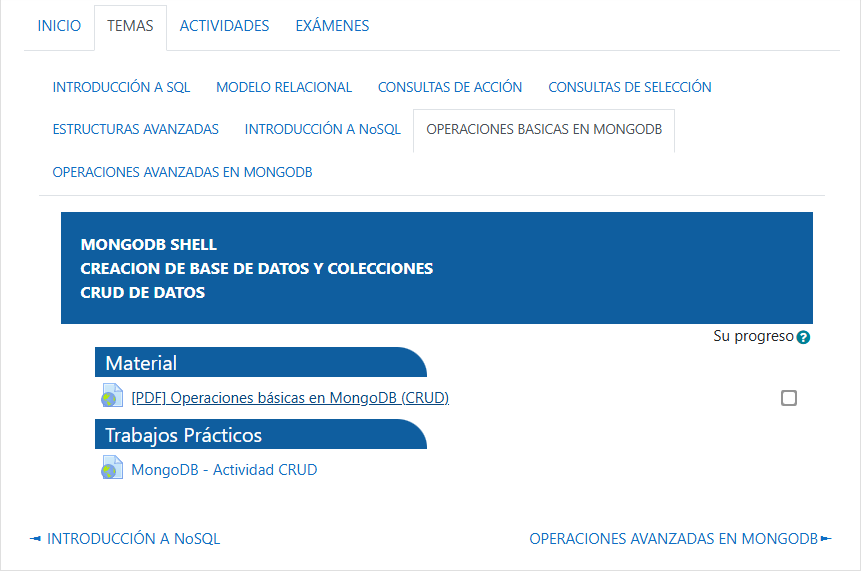 INICIO TEMAS ACTIVIDADES EXÁMENES
INTRODUCCIÓN A SQL MODELO RELACIONAL CONSULTAS DE ACCIÓN CONSULTAS DE SELECCIÓN
ESTRUCTURAS AVANZADAS INTRODUCCIÓN A NoSQL OPERACIONES BASICAS EN MONGODB
OPERACIONES AVANZADAS EN MONGODB
MONGODB SHELL
CREACION DE BASE DE DATOS Y COLECCIONES
CRUD DE DATOS
Su progreso ?
Material
[PDF] Operaciones básicas en MongoDB (CRUD)
Trabajos Prácticos
MongoDB - Actividad CRUD
◄ INTRODUCCIÓN A NoSQL OPERACIONES AVANZADAS EN MONGODB ►